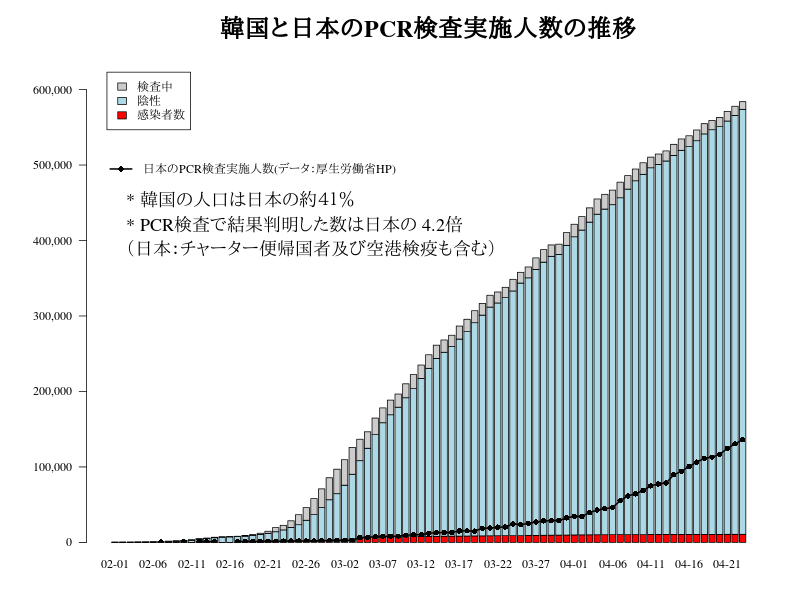 韓国と日本のPCR検査実施人数の推移
検査中
陰性
感染者数
日本のPCR検査実施人数(データ:厚生労働省HP)
* 韓国の人口は日本の約41%
* PCR検査で結果判明した数は日本の 4.2倍
(日本:チャーター便帰国者及び空港検疫も含む)
600,000
500,000
400,000
300,000
200,000
100,000
0
02-01 02-06 02-11 02-16 02-21 02-26 03-02 03-07 03-12 03-17 03-22 03-27 04-01 04-06 04-11 04-16 04-21